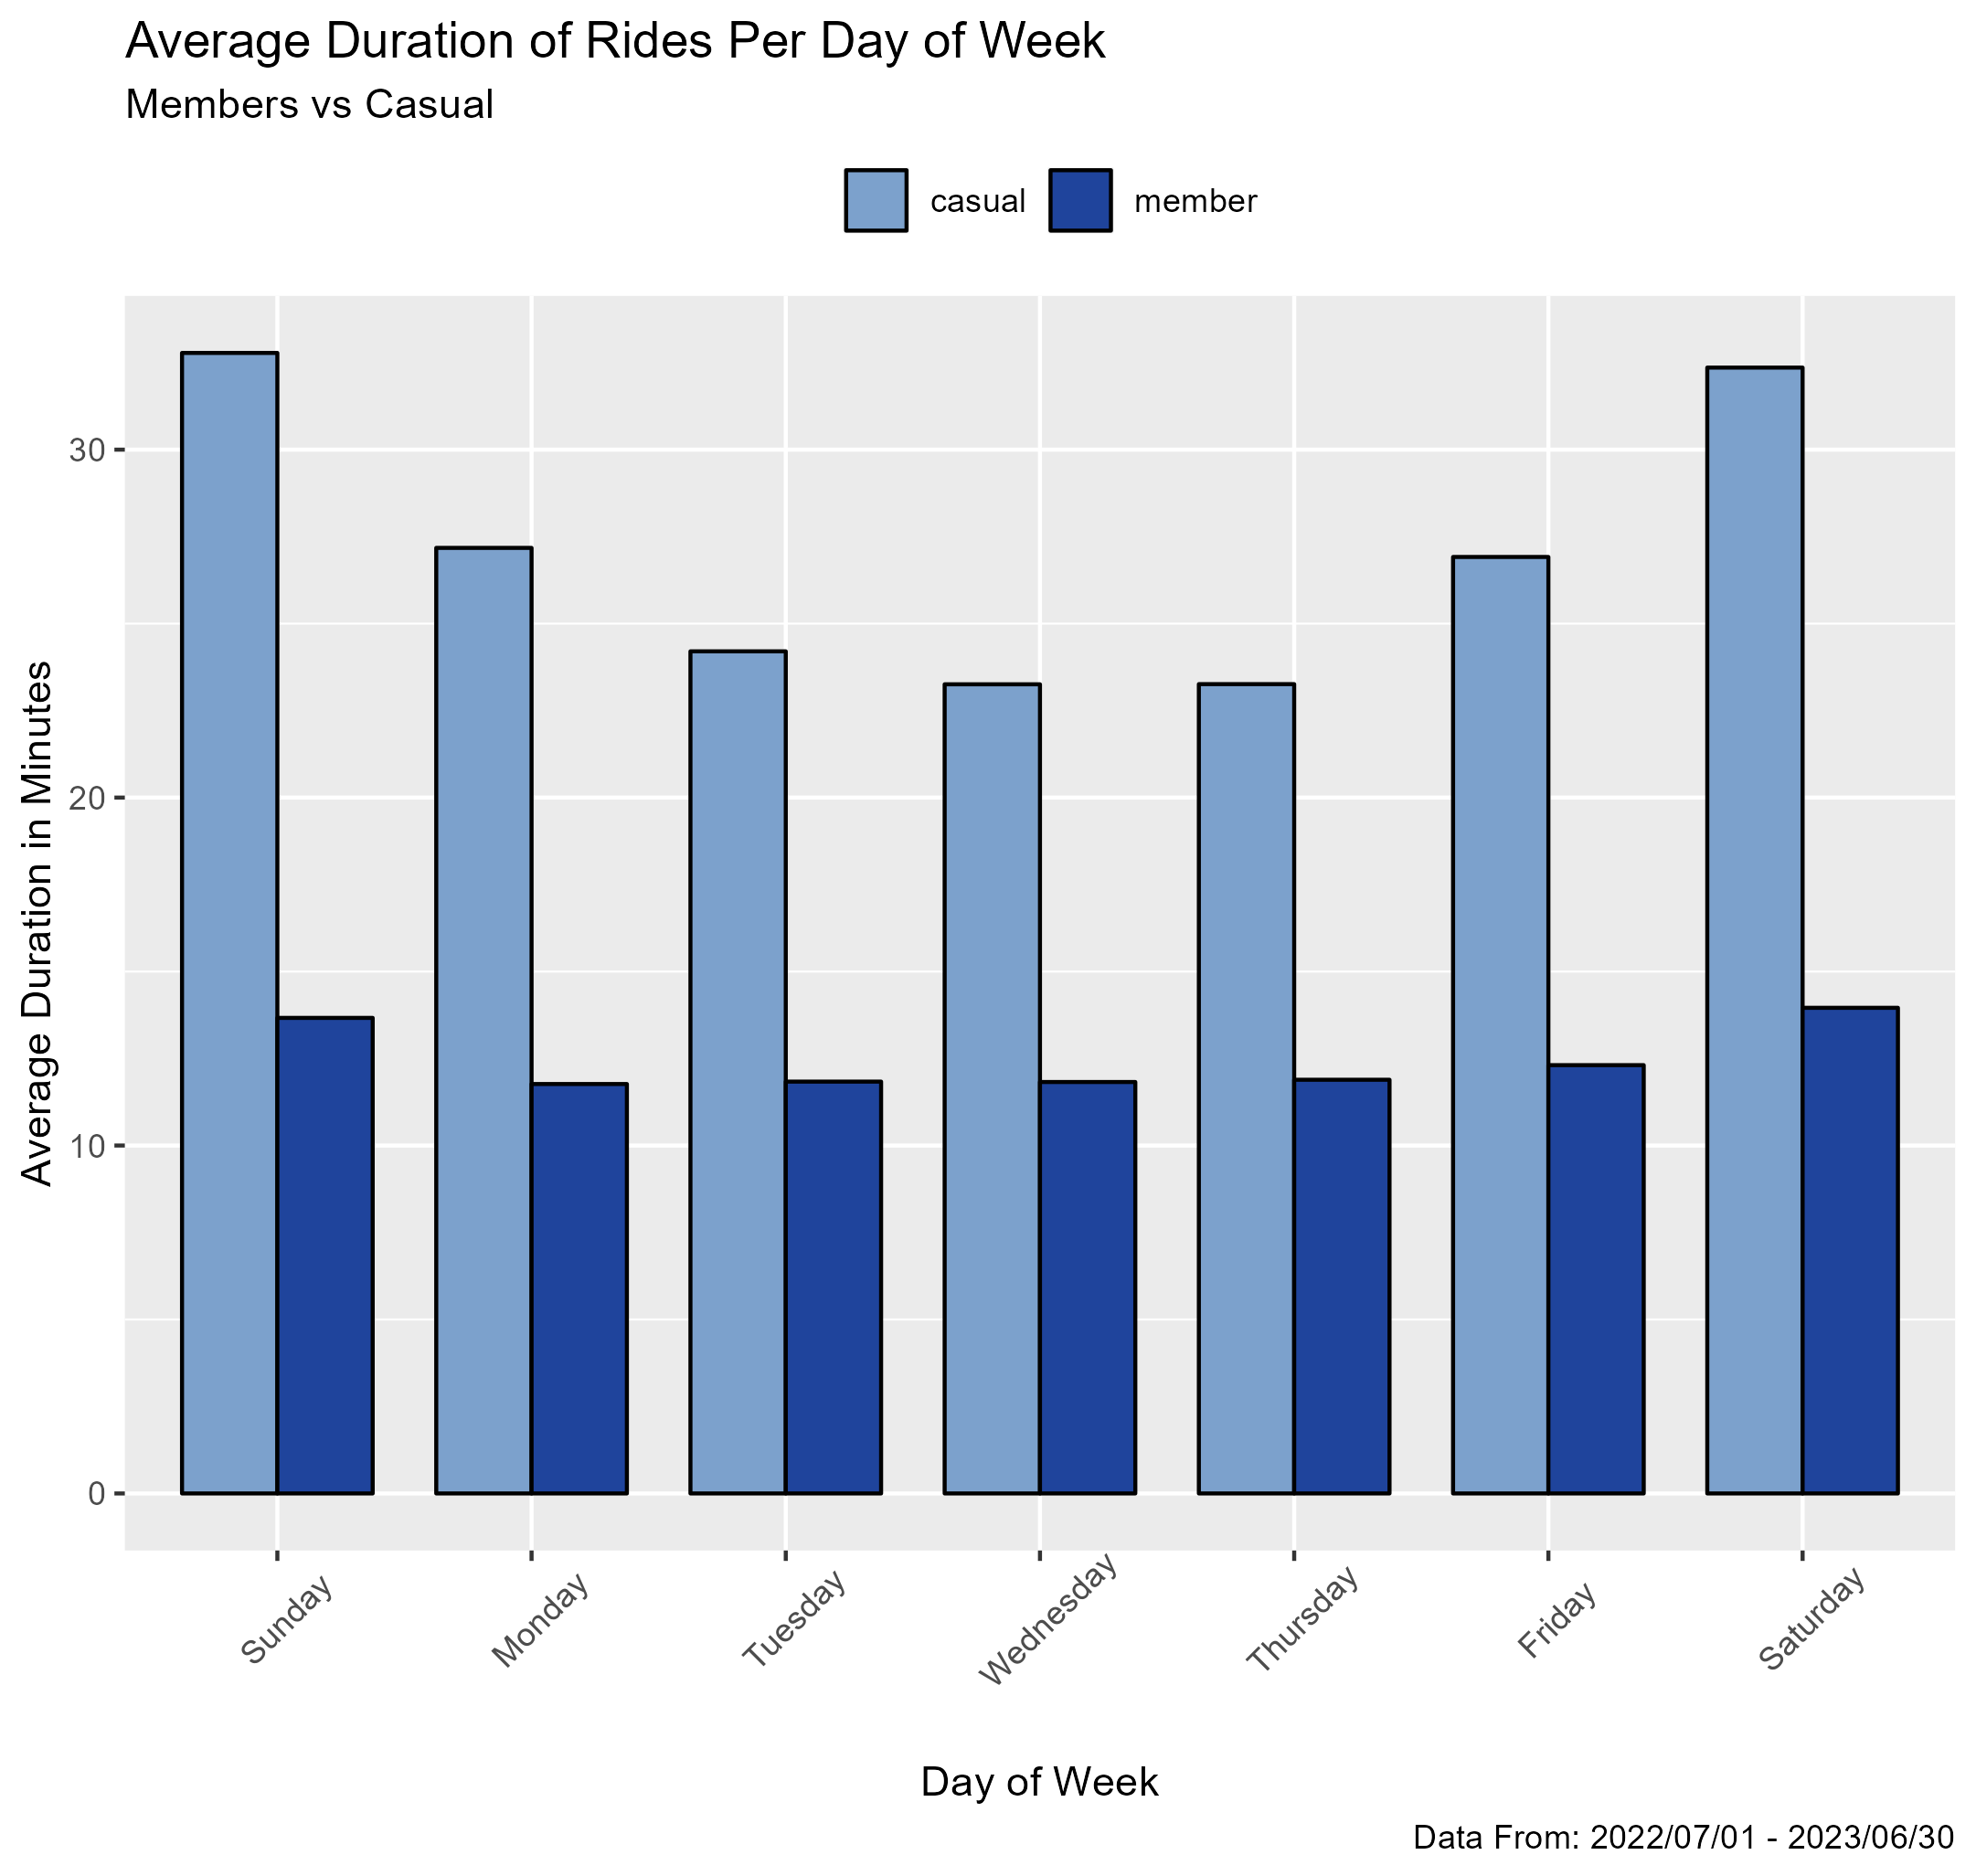 Average Duration of Rides Per Day of Week
Members vs Casual
casual member
Average Duration in Minutes
30
20
10
0
Sunday Monday Tuesday Wednesday Thursday Friday Saturday
Day of Week
Data From: 2022/07/01 - 2023/06/30